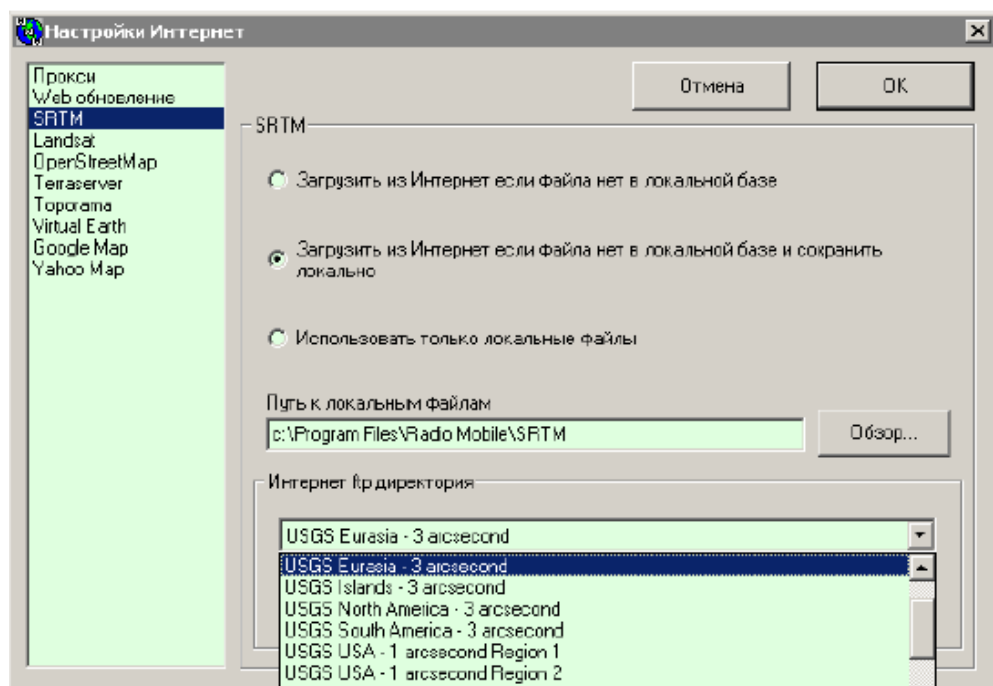 Настройки Интернет
Прокси
Web обновление
SRTM
Landsat
OpenStreetMap
Terraserver
Toporama
Virtual Earth
Google Map
Yahoo Map
Отмена
OK
SRTM
Загрузить из Интернет если файла нет в локальной базе
Загрузить из Интернет если файла нет в локальной базе и сохранить
локально
Использовать только локальные файлы
Путь к локальным файлам
c:\Program Files\Radio Mobile\SRTM
Обзор...
Интернет ftp директория
USGS Eurasia - 3 arcsecond
USGS Eurasia - 3 arcsecond
USGS Islands - 3 arcsecond
USGS North America - 3 arcsecond
USGS South America - 3 arcsecond
USGS USA - 1 arcsecond Region 1
USGS USA - 1 arcsecond Region 2